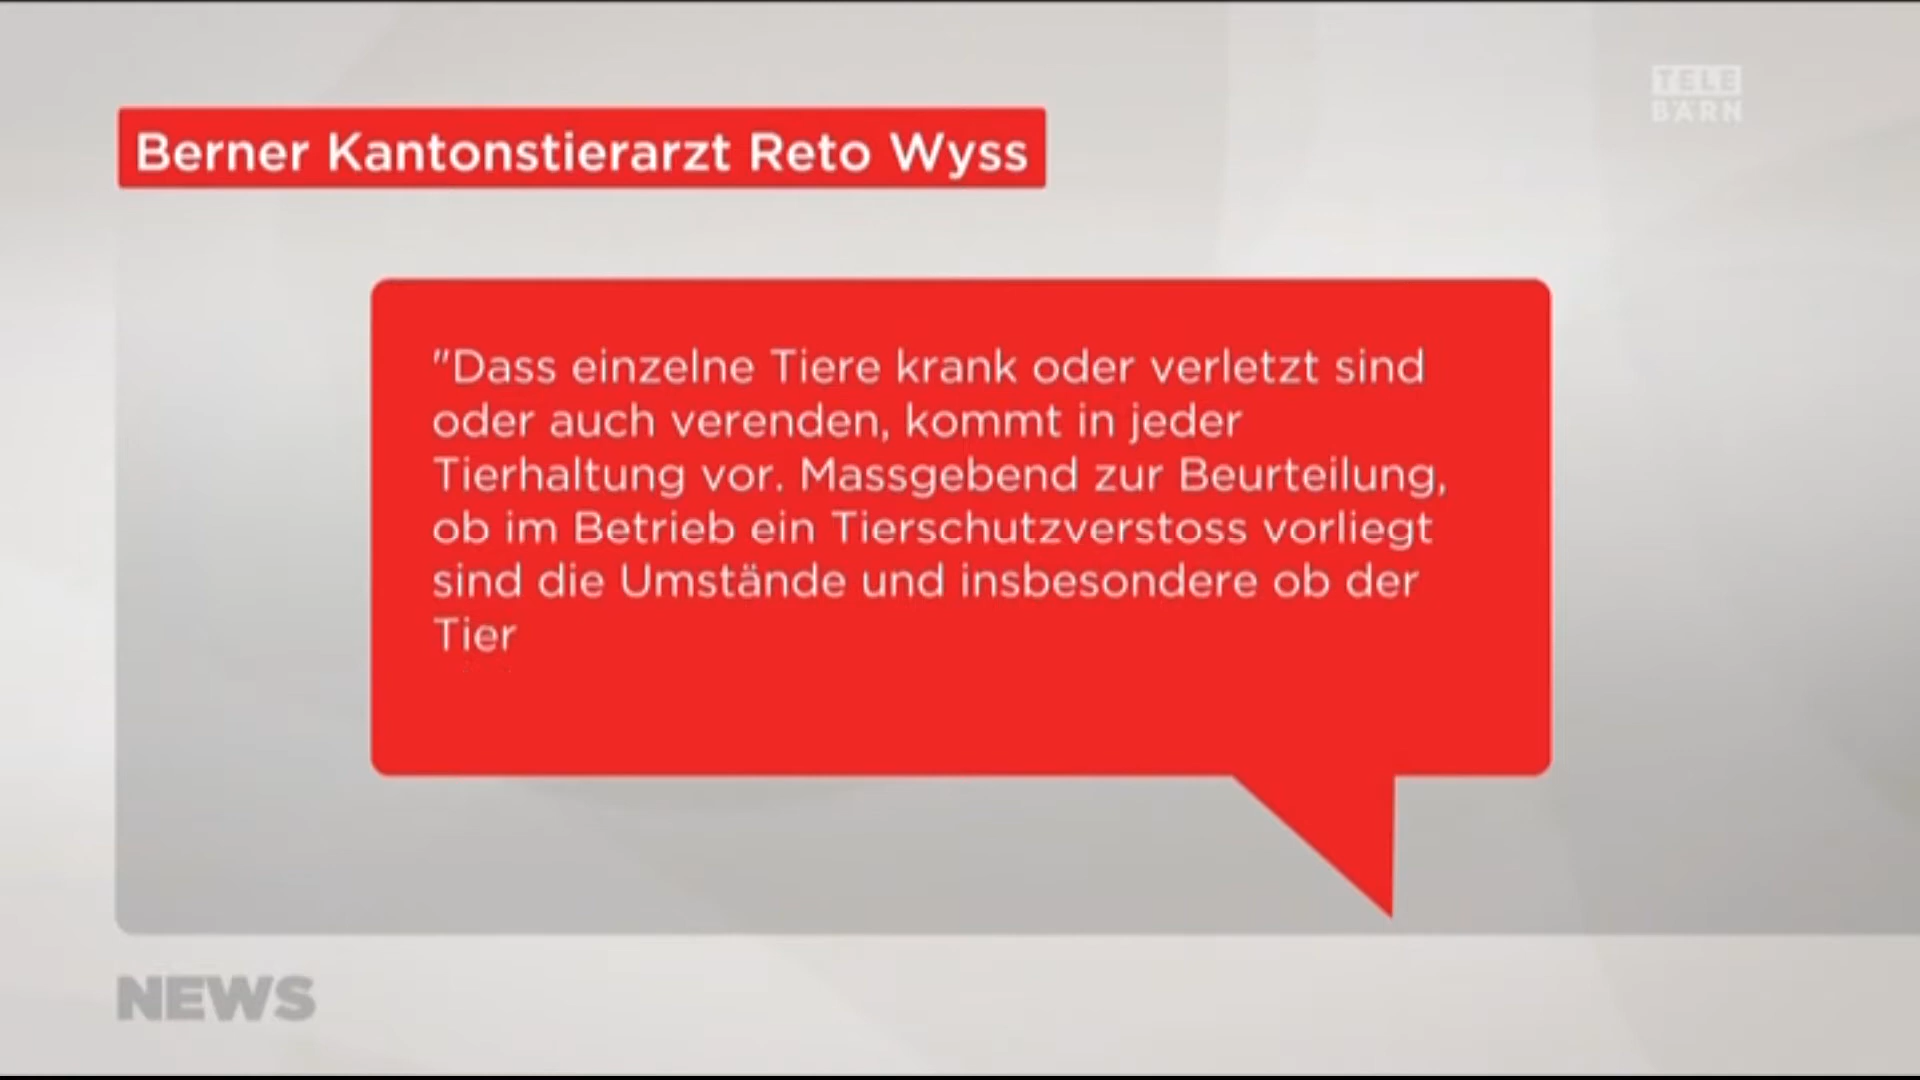 TELE
BÄRN
Berner Kantonstierarzt Reto Wyss
"Dass einzelne Tiere krank oder verletzt sind
oder auch verenden, kommt in jeder
Tierhaltung vor. Massgebend zur Beurteilung,
ob im Betrieb ein Tierschutzverstoss vorliegt
sind die Umstände und insbesondere ob der
Tier
NEWS